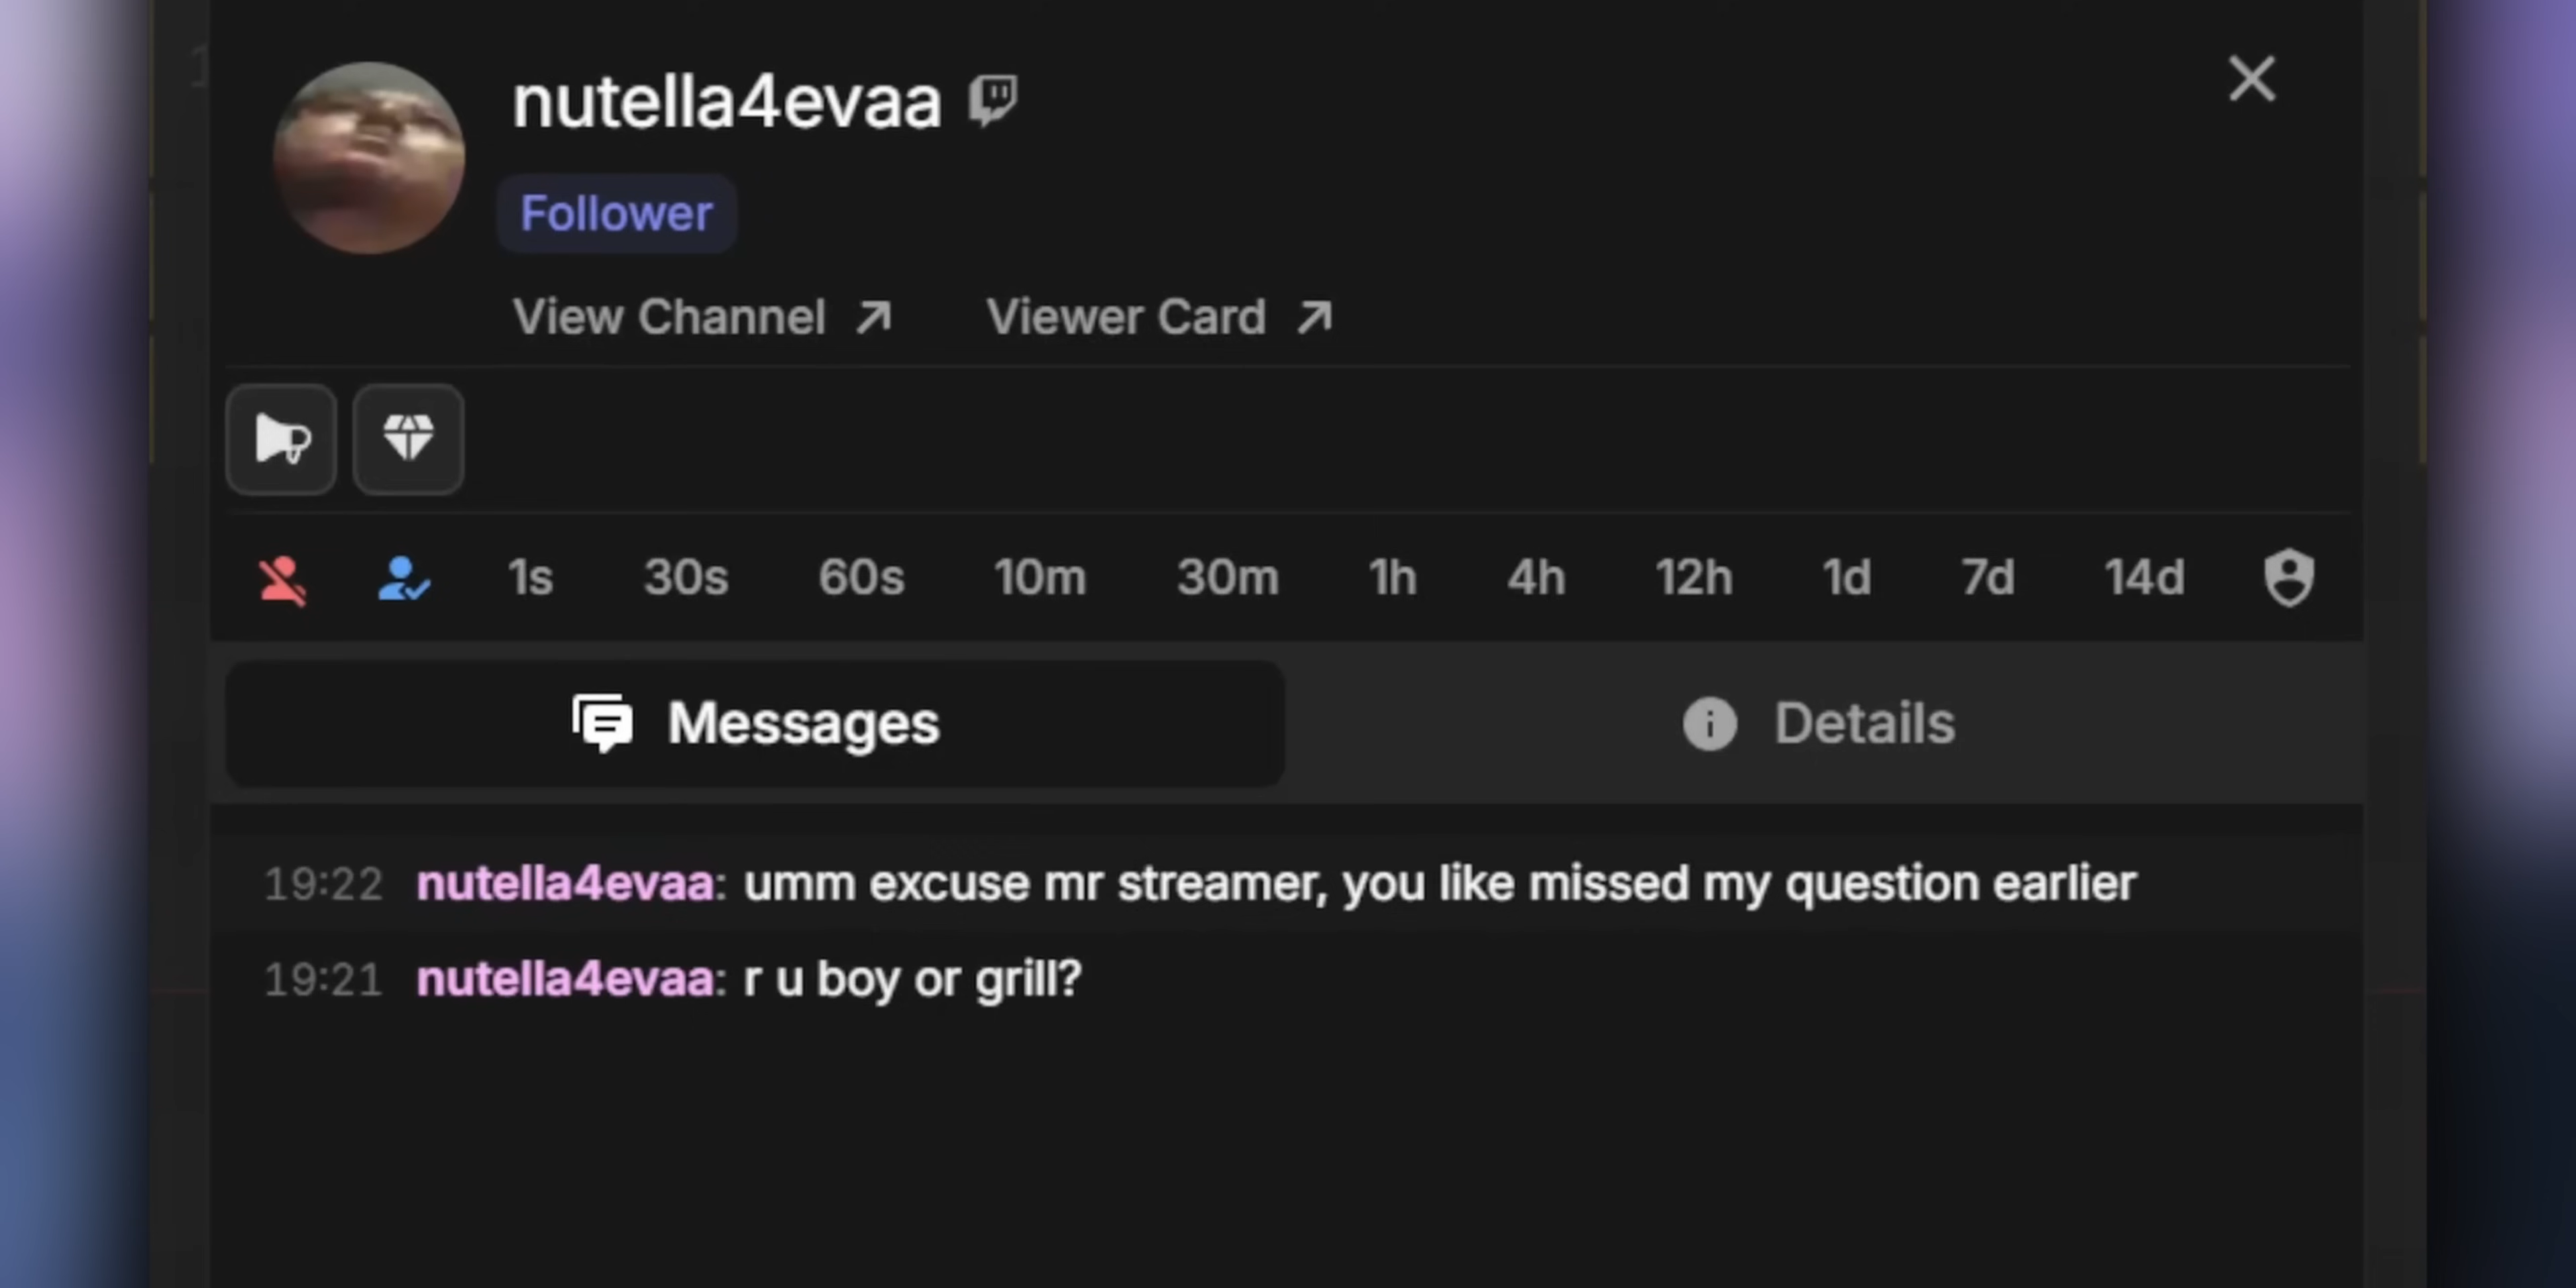 nutella4evaa
Follower
View Channel Viewer Card
1s 30s 60s 10m 30m 1h 4h 12h 1d 7d 14d
Messages Details
19:22 nutella4evaa: umm excuse mr streamer, you like missed my question earlier
19:21 nutella4evaa: r u boy or grill?